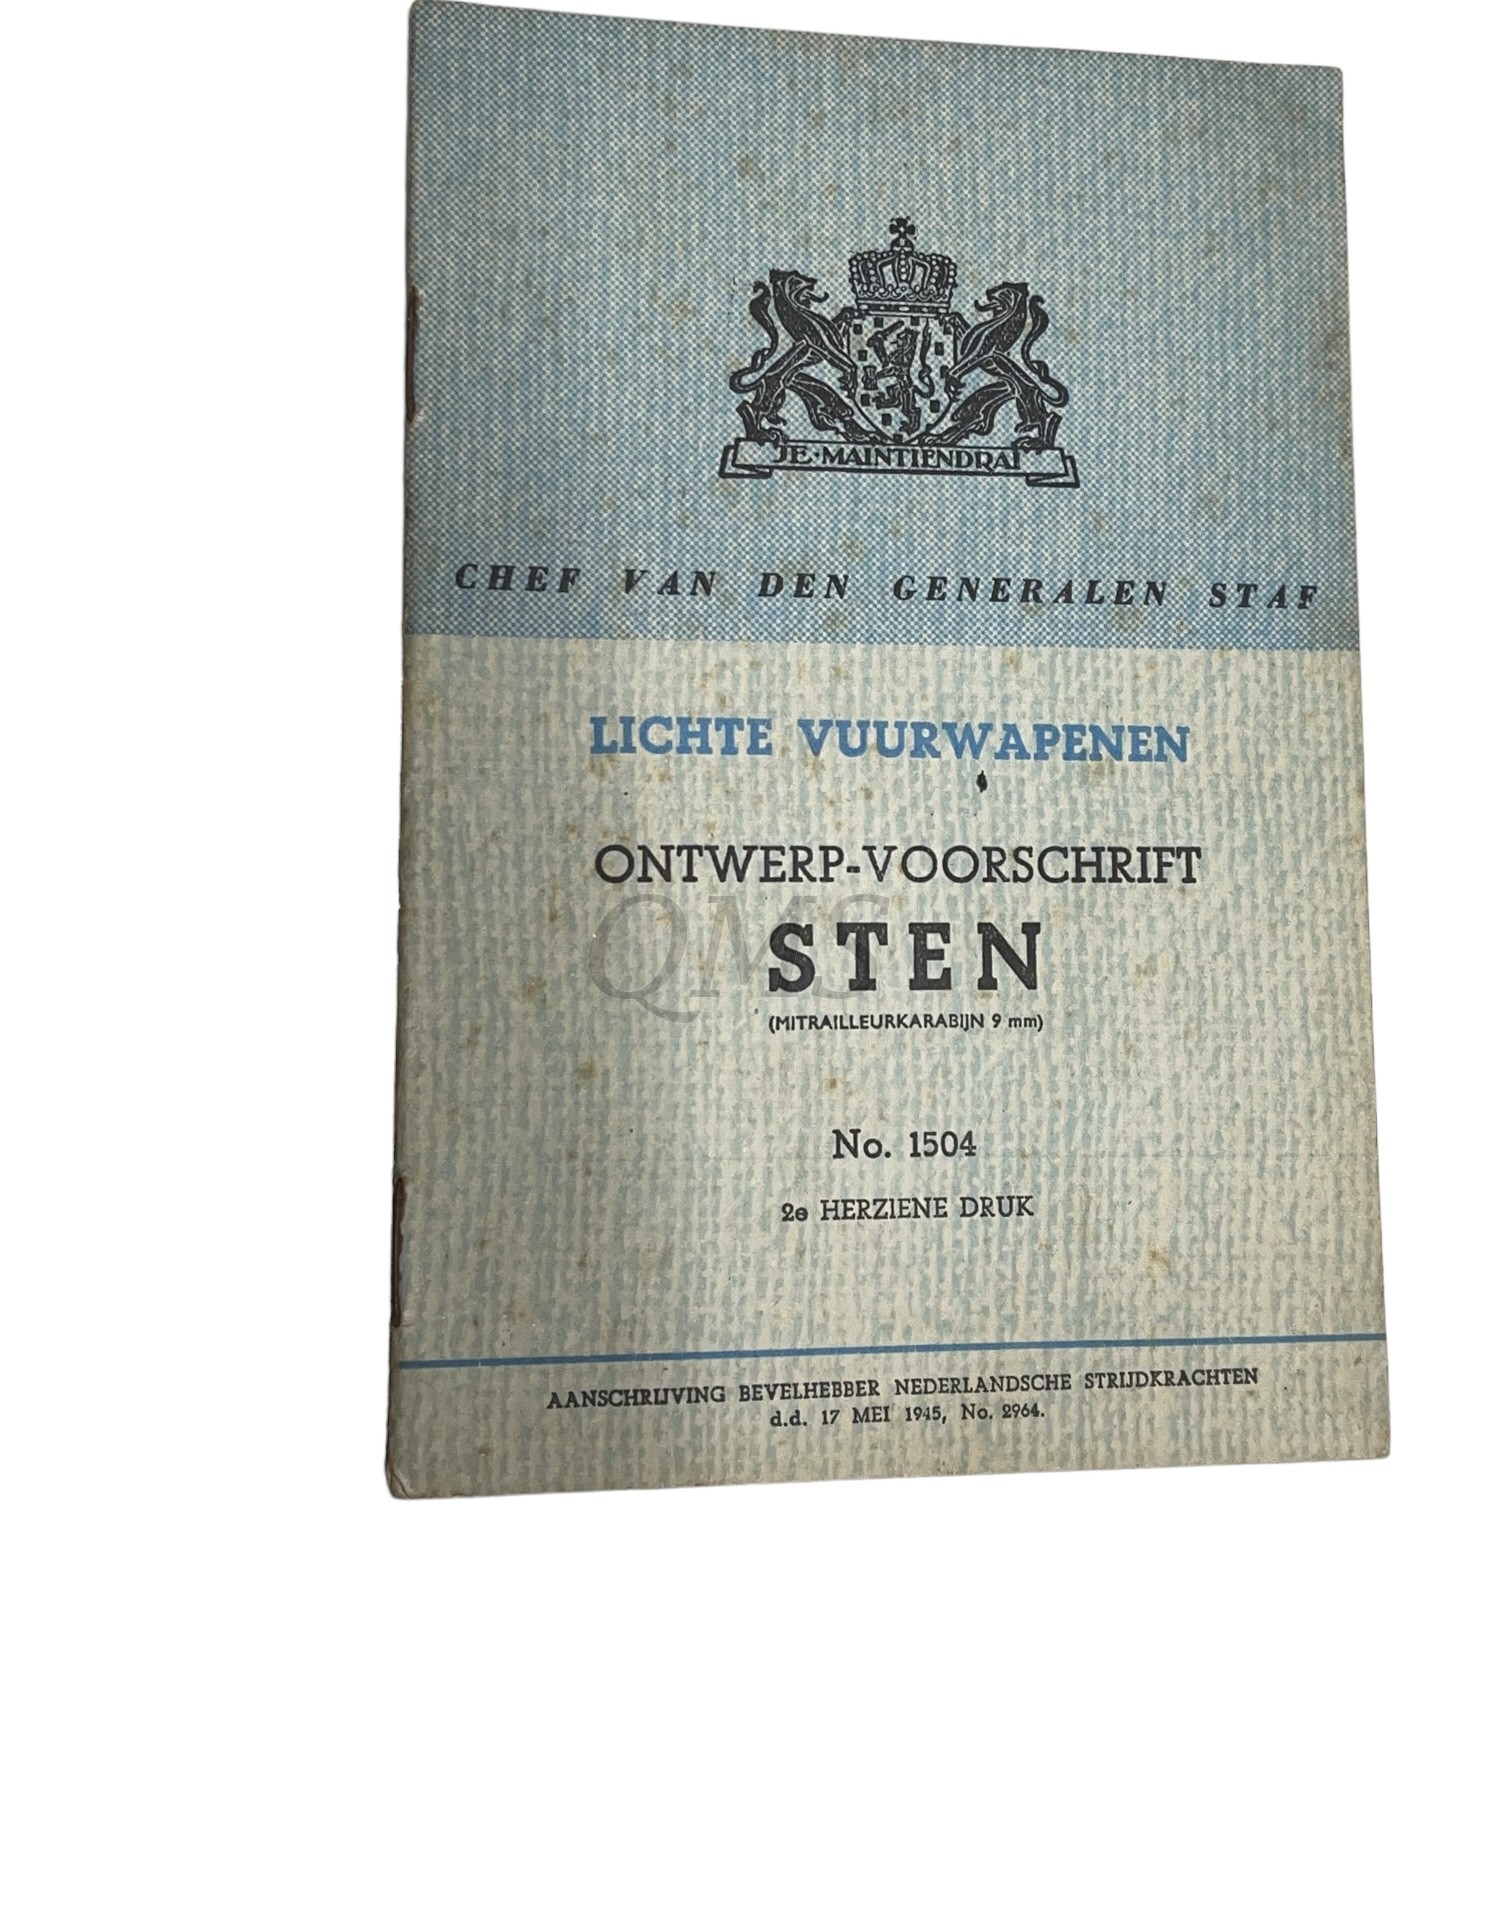 JE·MAINTIENDRAI
CHEF VAN DEN GENERALEN STAF
LICHTE VUURWAPENEN
ONTWERP-VOORSCHRIFT
QMS
STEN
(MITRAILLEURKARABIJN 9 mm)
No. 1504
2e HERZIENE DRUK
AANSCHRIJVING BEVELHEBBER NEDERLANDSCHE STRIJDKRACHTEN
d.d. 17 MEI 1945, No. 2964.